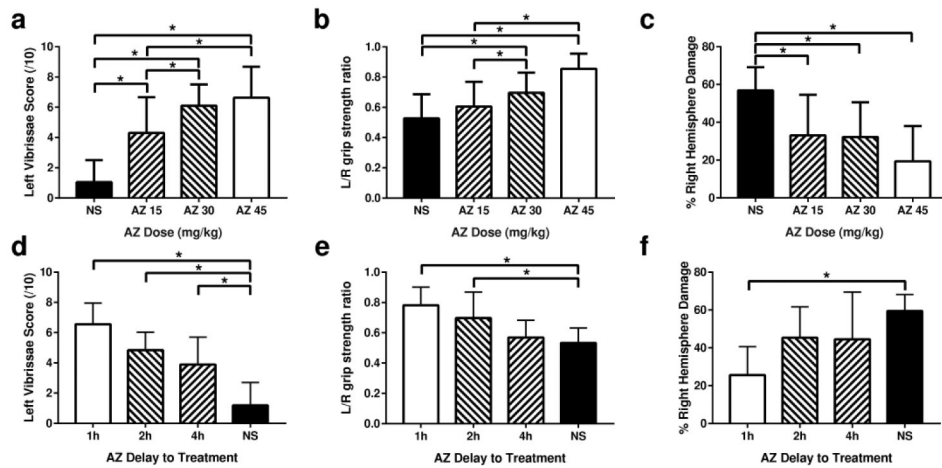 a
Left Vibrissae Score (/10)
10
8
6
4
2
0
*
*
*
*
*
NS AZ 15 AZ 30 AZ 45
AZ Dose (mg/kg)
b
L/R grip strength ratio
1.0
0.8
0.6
0.4
0.2
0.0
*
*
*
*
NS AZ 15 AZ 30 AZ 45
AZ Dose (mg/kg)
c
% Right Hemisphere Damage
80
60
40
20
0
*
*
*
NS AZ 15 AZ 30 AZ 45
AZ Dose (mg/kg)
d
Left Vibrissae Score (/10)
10
8
6
4
2
0
*
*
*
1h 2h 4h NS
AZ Delay to Treatment
e
L/R grip strength ratio
1.0
0.8
0.6
0.4
0.2
0.0
*
*
1h 2h 4h NS
AZ Delay to Treatment
f
% Right Hemisphere Damage
80
60
40
20
0
*
1h 2h 4h NS
AZ Delay to Treatment